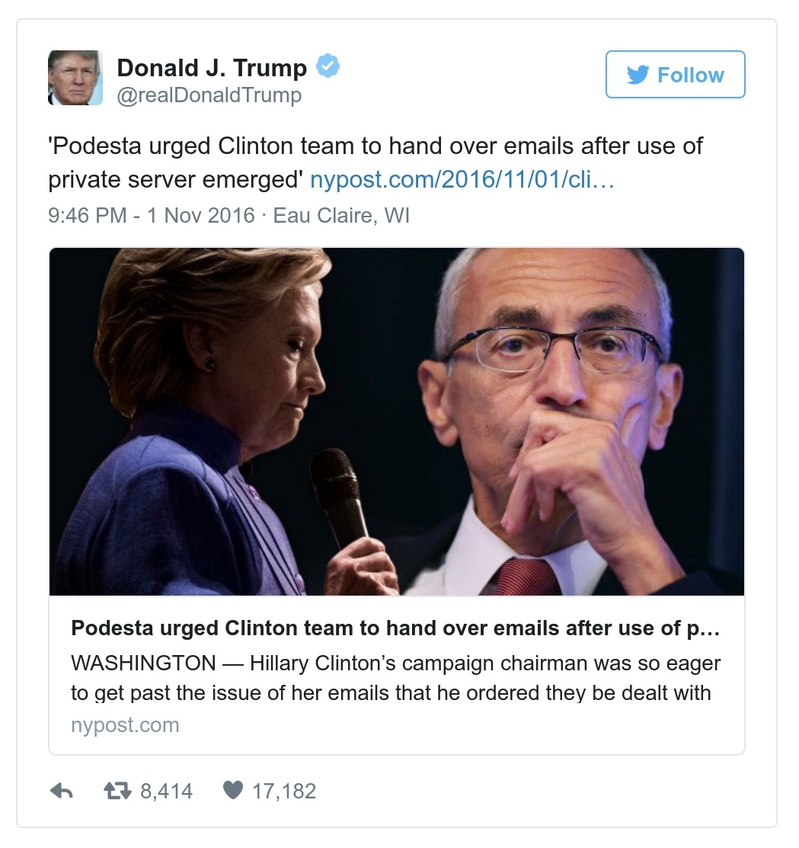 Donald J. Trump
@realDonaldTrump
Follow
'Podesta urged Clinton team to hand over emails after use of
private server emerged' nypost.com/2016/11/01/cli…
9:46 PM - 1 Nov 2016 · Eau Claire, WI
Podesta urged Clinton team to hand over emails after use of p…
WASHINGTON — Hillary Clinton’s campaign chairman was so eager
to get past the issue of her emails that he ordered they be dealt with
nypost.com
8,414
17,182